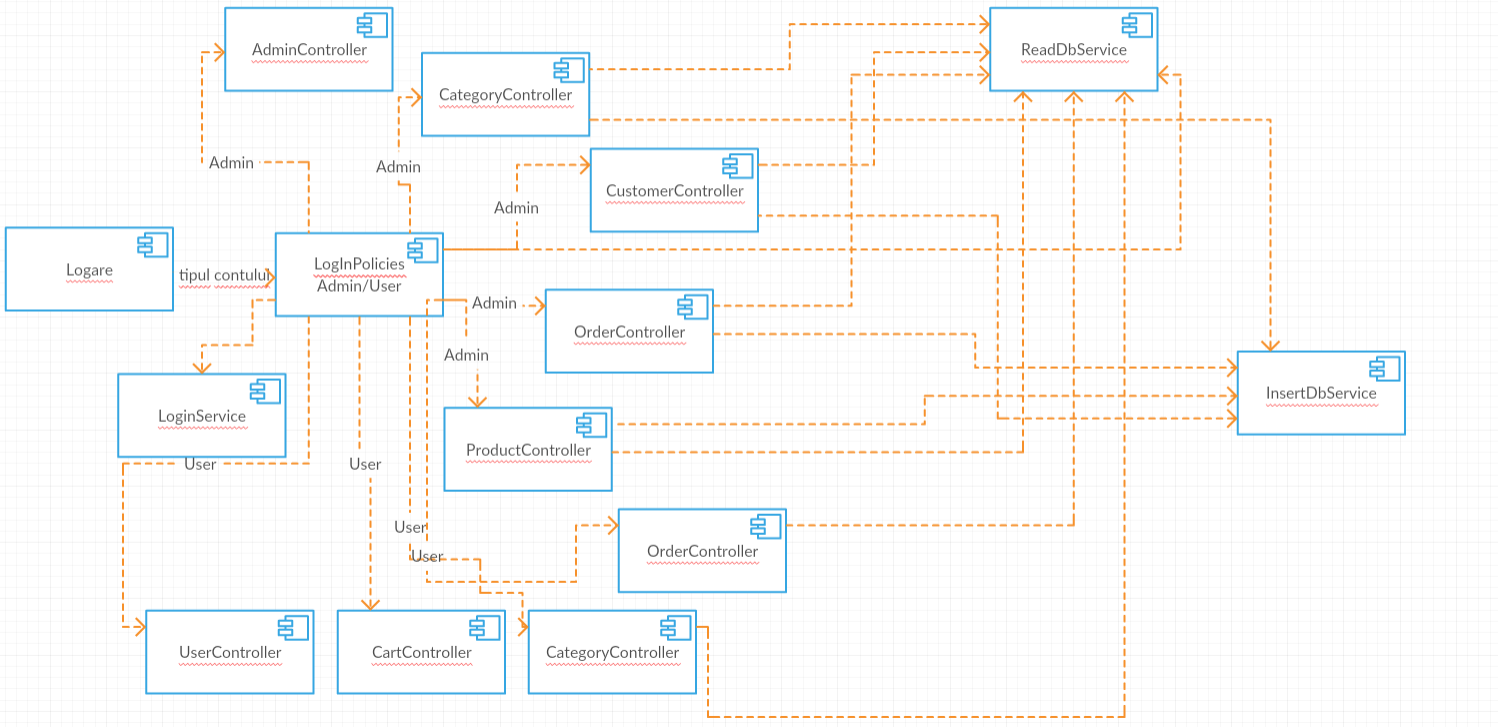 AdminController
ReadDbService
CategoryController
Admin
Admin
CustomerController
Admin
Logare
tipul contului
LogInPolicies
Admin/User
Admin
OrderController
Admin
InsertDbService
LoginService
ProductController
User
User
User
User
OrderController
UserController
CartController
CategoryController